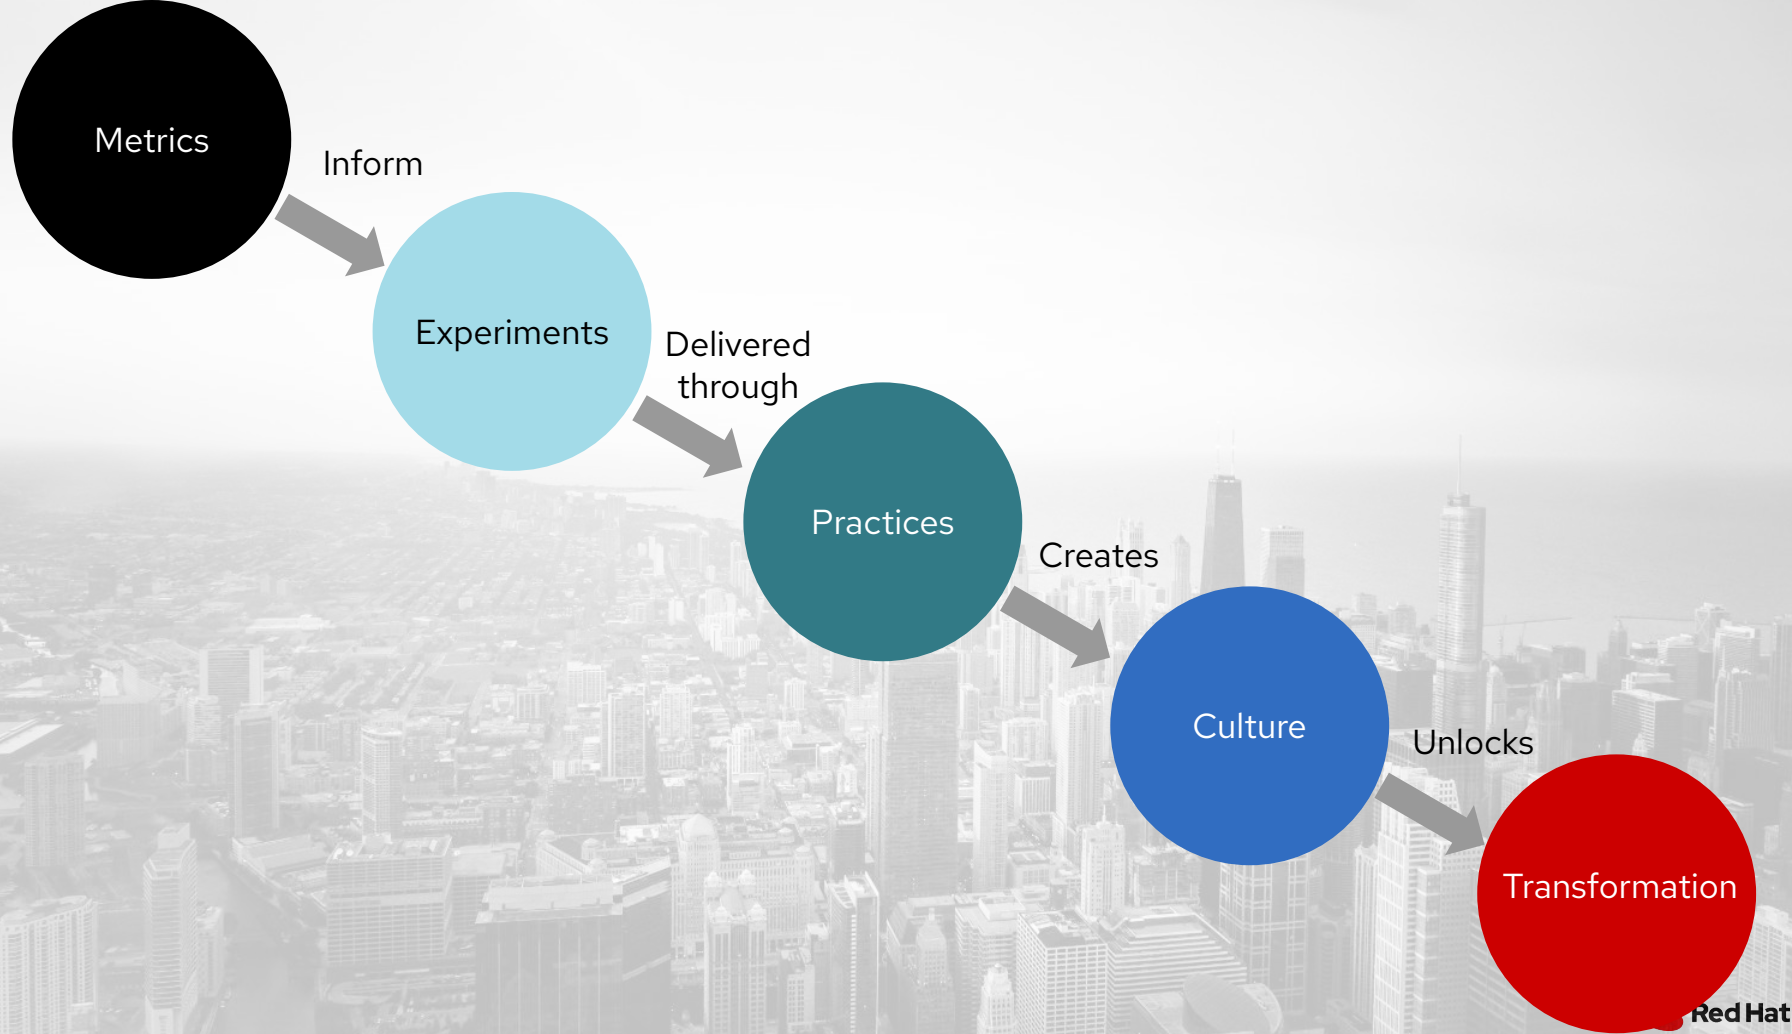 Metrics
Inform
Experiments
Delivered
through
Practices
Creates
Culture
Unlocks
Transformation
Red Hat